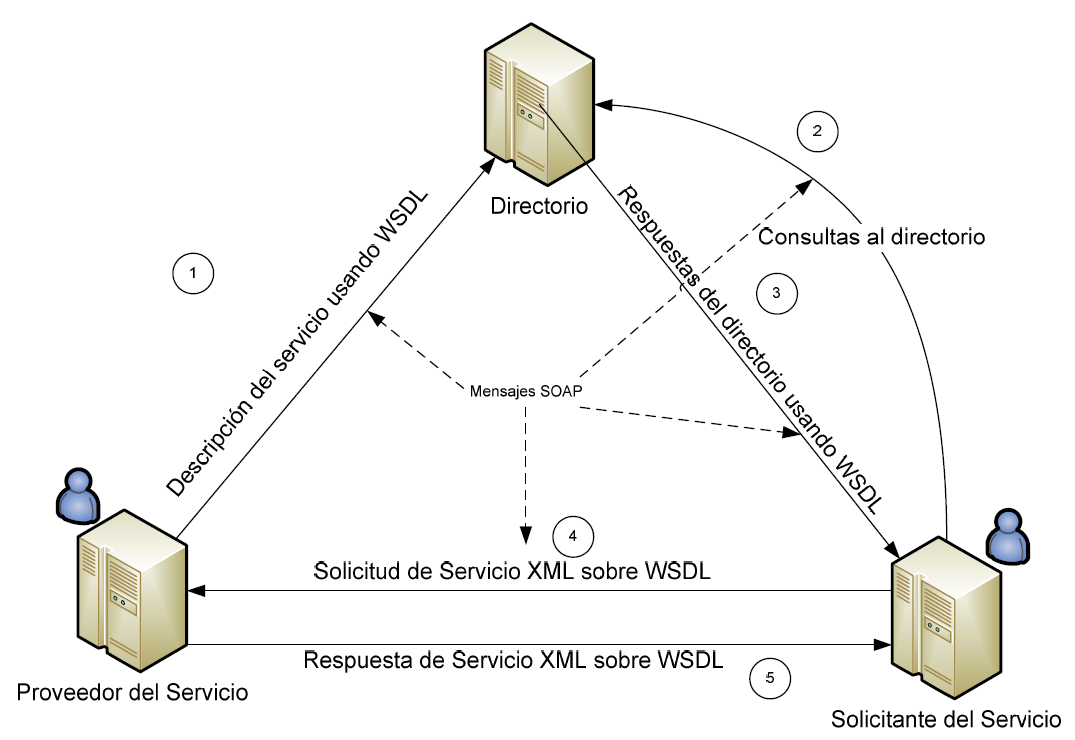 2
Directorio
Consultas al directorio
1
Descripción del servicio usando WSDL
Respuestas del directorio usando WSDL
3
Mensajes SOAP
4
Solicitud de Servicio XML sobre WSDL
Respuesta de Servicio XML sobre WSDL
5
Proveedor del Servicio
Solicitante del Servicio